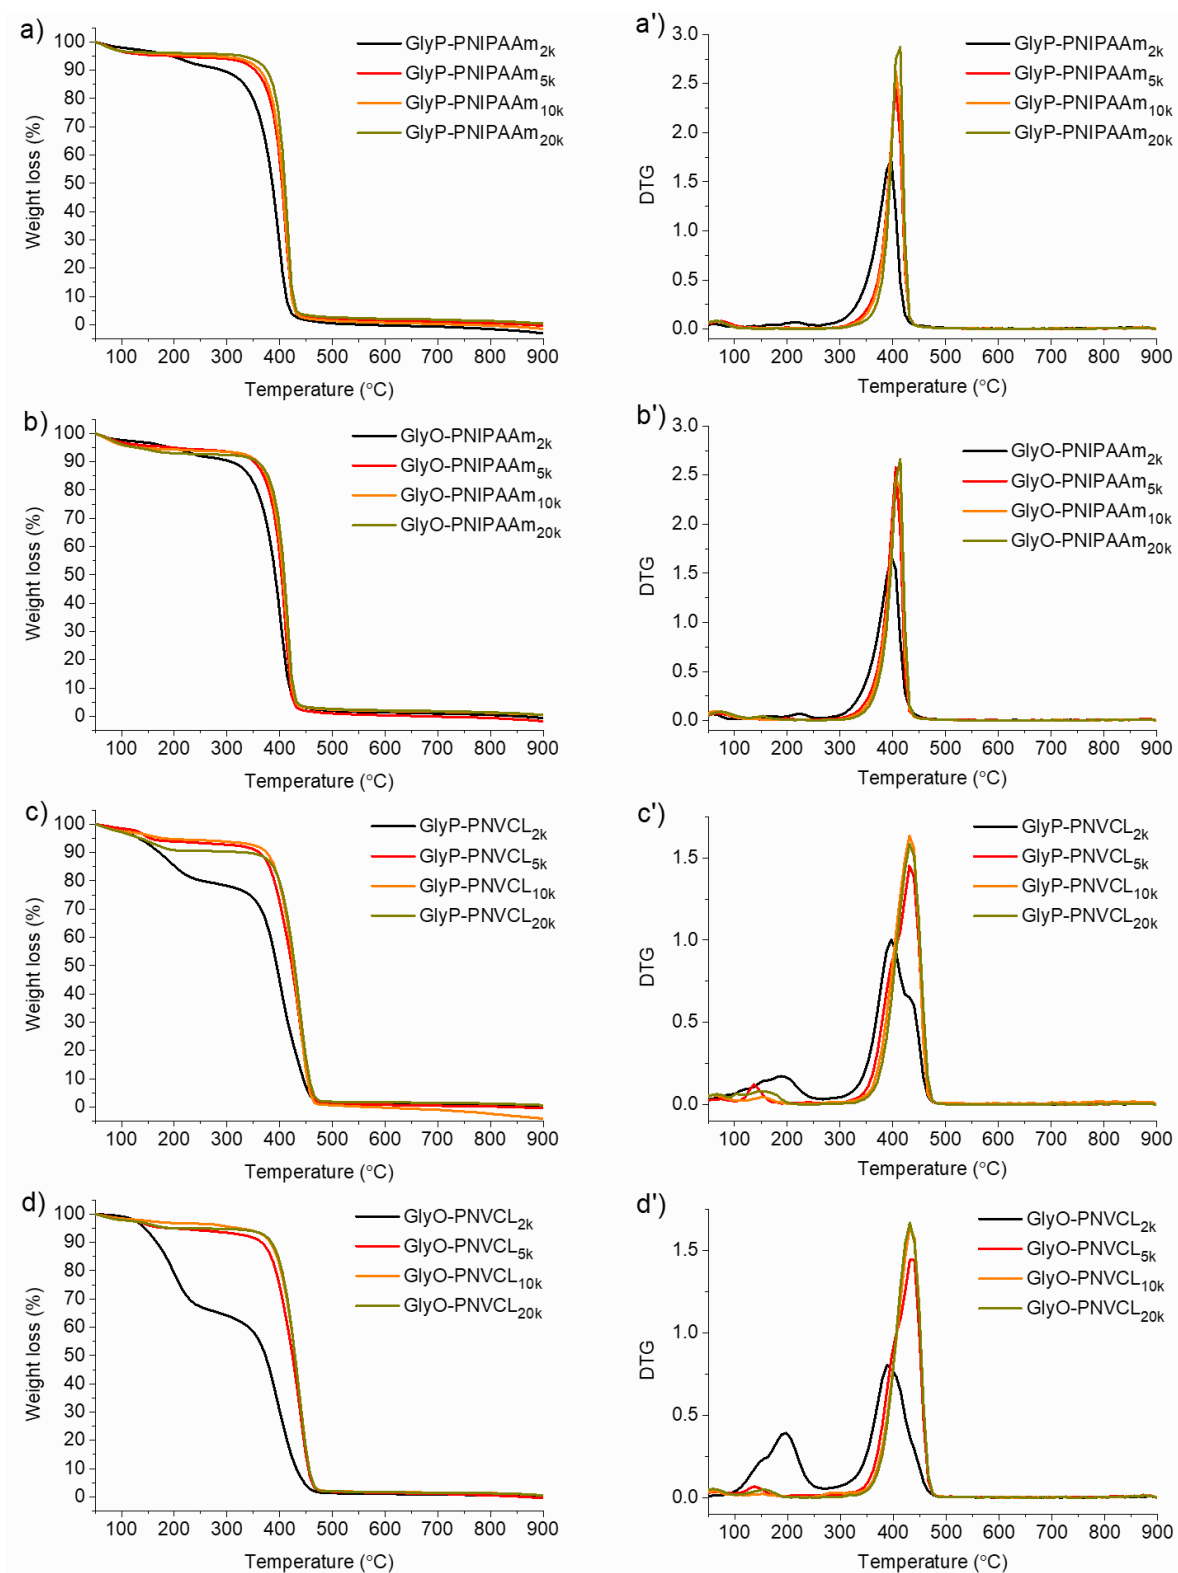 a)
100
90
80
70
60
50
40
30
20
10
0
Weight loss (%)
100 200 300 400 500 600 700 800 900
Temperature (°C)
GlyP-PNIPAAm2k
GlyP-PNIPAAm5k
GlyP-PNIPAAm10k
GlyP-PNIPAAm20k
a')
3.0
2.5
2.0
1.5
1.0
0.5
0.0
DTG
100 200 300 400 500 600 700 800 900
Temperature (°C)
GlyP-PNIPAAm2k
GlyP-PNIPAAm5k
GlyP-PNIPAAm10k
GlyP-PNIPAAm20k
b)
100
90
80
70
60
50
40
30
20
10
0
Weight loss (%)
100 200 300 400 500 600 700 800 900
Temperature (°C)
GlyO-PNIPAAm2k
GlyO-PNIPAAm5k
GlyO-PNIPAAm10k
GlyO-PNIPAAm20k
b')
3.0
2.5
2.0
1.5
1.0
0.5
0.0
DTG
100 200 300 400 500 600 700 800 900
Temperature (°C)
GlyO-PNIPAAm2k
GlyO-PNIPAAm5k
GlyO-PNIPAAm10k
GlyO-PNIPAAm20k
c)
100
90
80
70
60
50
40
30
20
10
0
Weight loss (%)
100 200 300 400 500 600 700 800 900
Temperature (°C)
GlyP-PNVCL2k
GlyP-PNVCL5k
GlyP-PNVCL10k
GlyP-PNVCL20k
c')
1.5
1.0
0.5
0.0
DTG
100 200 300 400 500 600 700 800 900
Temperature (°C)
GlyP-PNVCL2k
GlyP-PNVCL5k
GlyP-PNVCL10k
GlyP-PNVCL20k
d)
100
90
80
70
60
50
40
30
20
10
0
Weight loss (%)
100 200 300 400 500 600 700 800 900
Temperature (°C)
GlyO-PNVCL2k
GlyO-PNVCL5k
GlyO-PNVCL10k
GlyO-PNVCL20k
d')
1.5
1.0
0.5
0.0
DTG
100 200 300 400 500 600 700 800 900
Temperature (°C)
GlyO-PNVCL2k
GlyO-PNVCL5k
GlyO-PNVCL10k
GlyO-PNVCL20k